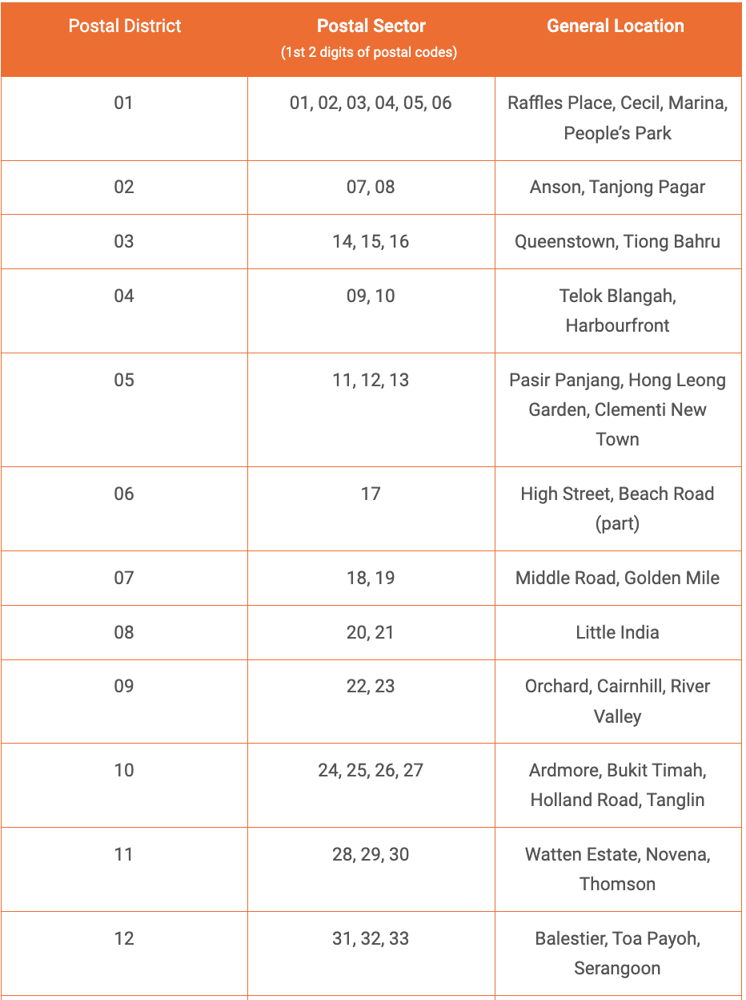 Postal District Postal Sector General Location
(1st 2 digits of postal codes)
01 01, 02, 03, 04, 05, 06 Raffles Place, Cecil, Marina,
People’s Park
02 07, 08 Anson, Tanjong Pagar
03 14, 15, 16 Queenstown, Tiong Bahru
04 09, 10 Telok Blangah,
Harbourfront
05 11, 12, 13 Pasir Panjang, Hong Leong
Garden, Clementi New
Town
06 17 High Street, Beach Road
(part)
07 18, 19 Middle Road, Golden Mile
08 20, 21 Little India
09 22, 23 Orchard, Cairnhill, River
Valley
10 24, 25, 26, 27 Ardmore, Bukit Timah,
Holland Road, Tanglin
11 28, 29, 30 Watten Estate, Novena,
Thomson
12 31, 32, 33 Balestier, Toa Payoh,
Serangoon